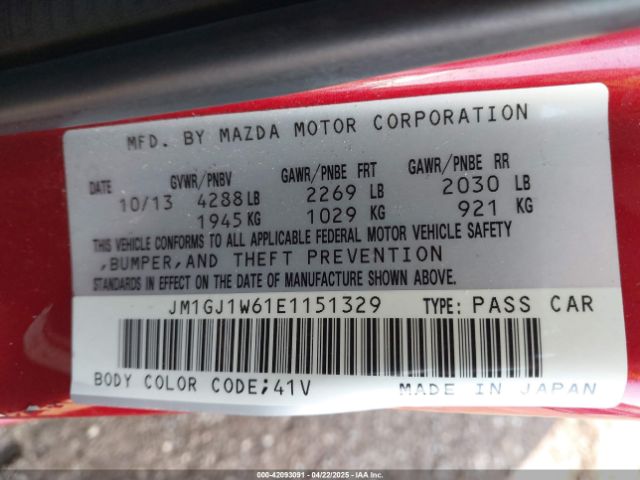 MFD. BY MAZDA MOTOR CORPORATION
DATE GVWR/PNBV GAWR/PNBE FRT GAWR/PNBE RR
10/13 4288 LB 2269 LB 2030 LB
1945 KG 1029 KG 921 KG
THIS VEHICLE CONFORMS TO ALL APPLICABLE FEDERAL MOTOR VEHICLE SAFETY
,BUMPER,AND THEFT PREVENTION
STANDARDS IN EFFECT ON THE DATE OF MANUFACTURE SHOWN ABOVE.
JM1GJ1W61E1151329 TYPE: PASS CAR
BODY COLOR CODE;41V MADE IN JAPAN
000-42093091 - 04/22/2025 - IAAI.COM